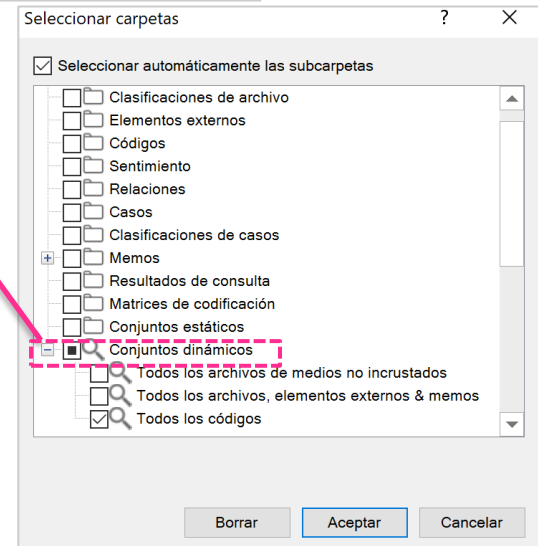 Seleccionar carpetas ?
Seleccionar automáticamente las subcarpetas
Clasificaciones de archivo
Elementos externos
Códigos
Sentimiento
Relaciones
Casos
Clasificaciones de casos
Memos
Resultados de consulta
Matrices de codificación
Conjuntos estáticos
Conjuntos dinámicos
Todos los archivos de medios no incrustados
Todos los archivos, elementos externos & memos
Todos los códigos
Borrar Aceptar Cancelar